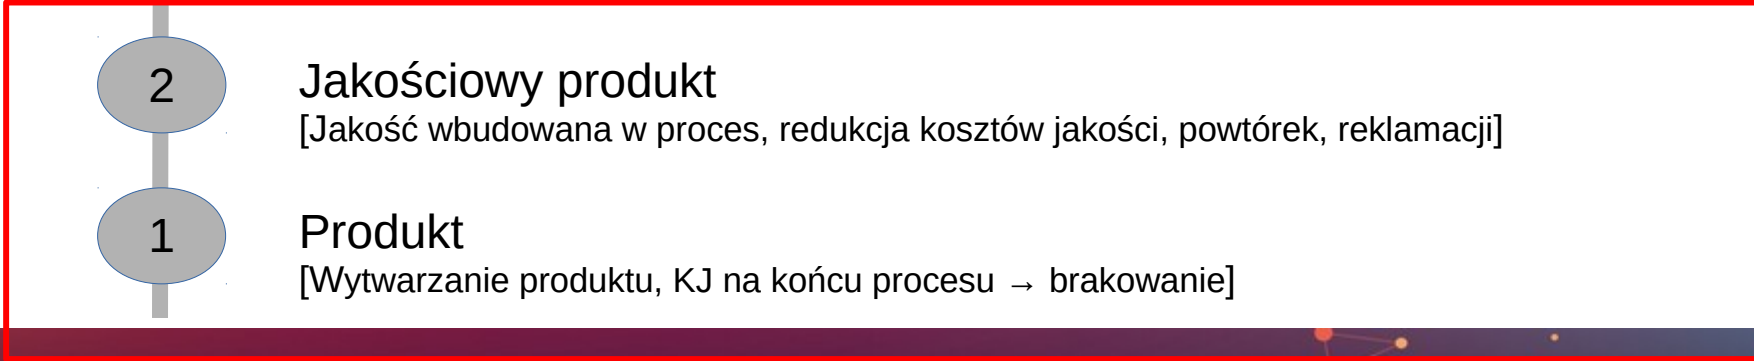 2
Jakościowy produkt
[Jakość wbudowana w proces, redukcja kosztów jakości, powtórek, reklamacji]
1
Produkt
[Wytwarzanie produktu, KJ na końcu procesu → brakowanie]